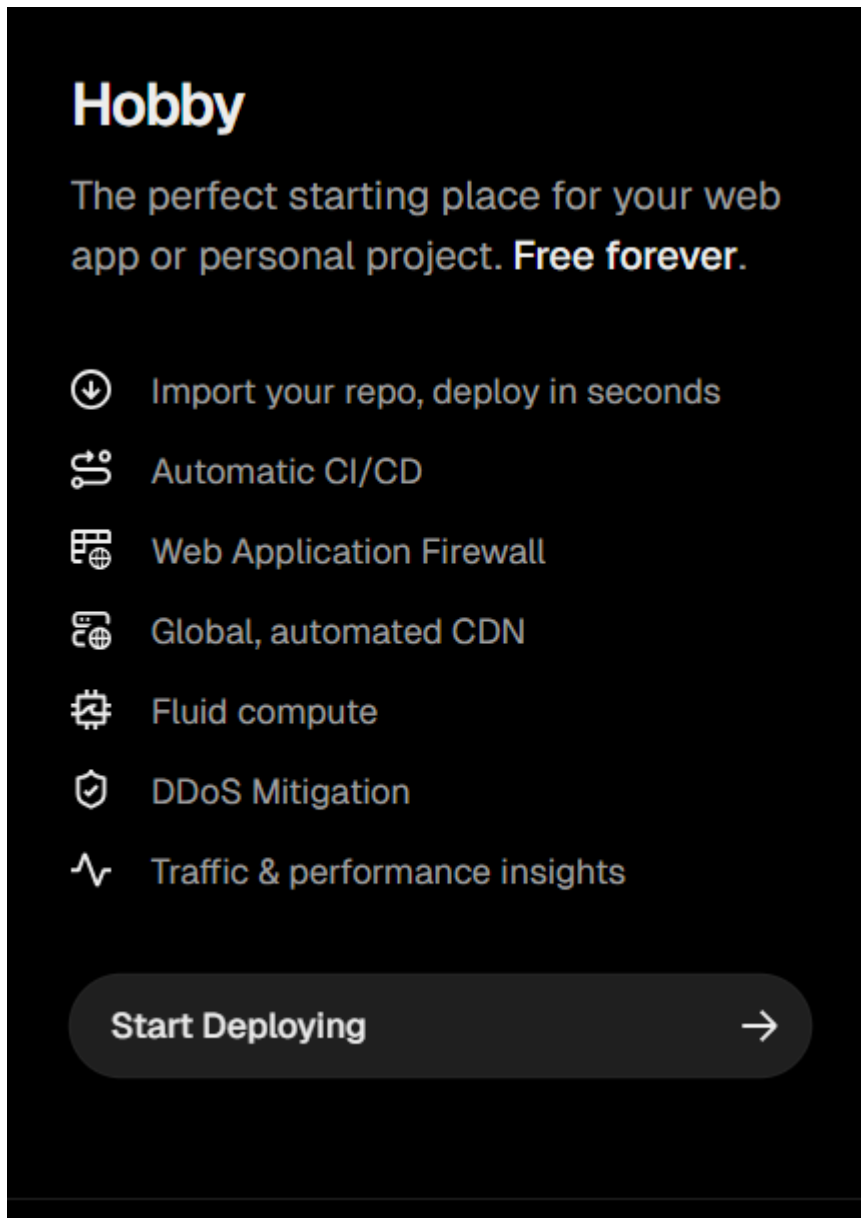 Hobby
The perfect starting place for your web
app or personal project. Free forever.
Import your repo, deploy in seconds
Automatic CI/CD
Web Application Firewall
Global, automated CDN
Fluid compute
DDoS Mitigation
Traffic & performance insights
Start Deploying